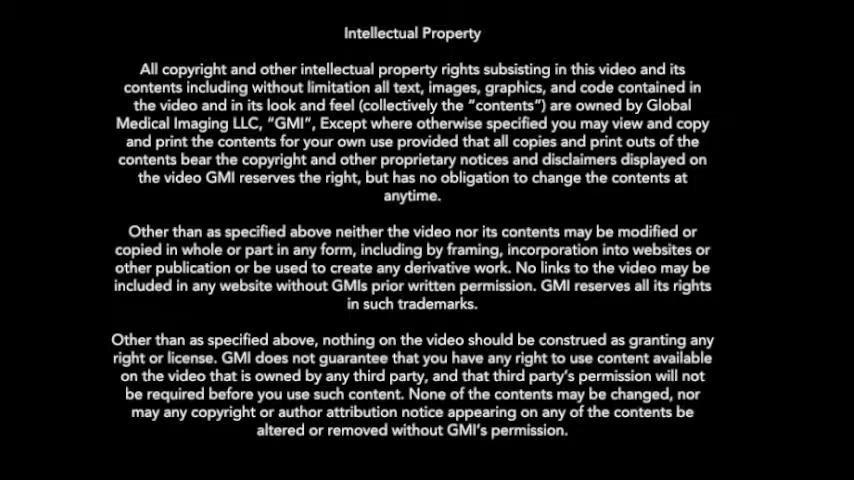 Intellectual Property
All copyright and other intellectual property rights subsisting in this video and its
contents including without limitation all text, images, graphics, and code contained in
the video and in its look and feel (collectively the “contents”) are owned by Global
Medical Imaging LLC, “GMI”, Except where otherwise specified you may view and copy
and print the contents for your own use provided that all copies and print outs of the
contents bear the copyright and other proprietary notices and disclaimers displayed on
the video GMI reserves the right, but has no obligation to change the contents at
anytime.
Other than as specified above neither the video nor its contents may be modified or
copied in whole or part in any form, including by framing, incorporation into websites or
other publication or be used to create any derivative work. No links to the video may be
included in any website without GMIs prior written permission. GMI reserves all its rights
in such trademarks.
Other than as specified above, nothing on the video should be construed as granting any
right or license. GMI does not guarantee that you have any right to use content available
on the video that is owned by any third party, and that third party’s permission will not
be required before you use such content. None of the contents may be changed, nor
may any copyright or author attribution notice appearing on any of the contents be
altered or removed without GMI’s permission.